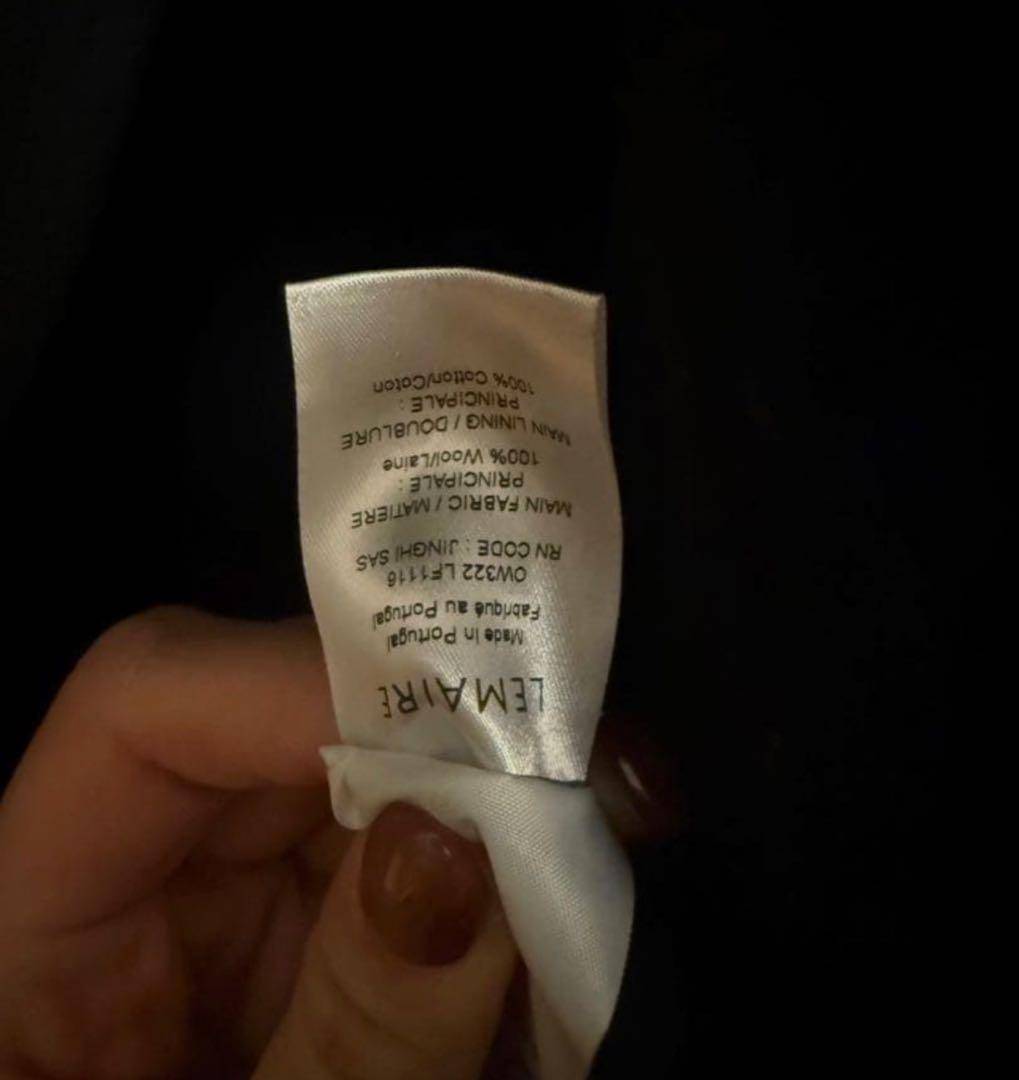 LEMAIRE
Made in Portugal
Fabriqué au Portugal
OW322 LF1116
RN CODE : JINGHI SAS
MAIN FABRIC / MATIERE
PRINCIPALE :
100% Wool/Laine
MAIN LINING / DOUBLURE
PRINCIPALE :
100% Cotton/Coton